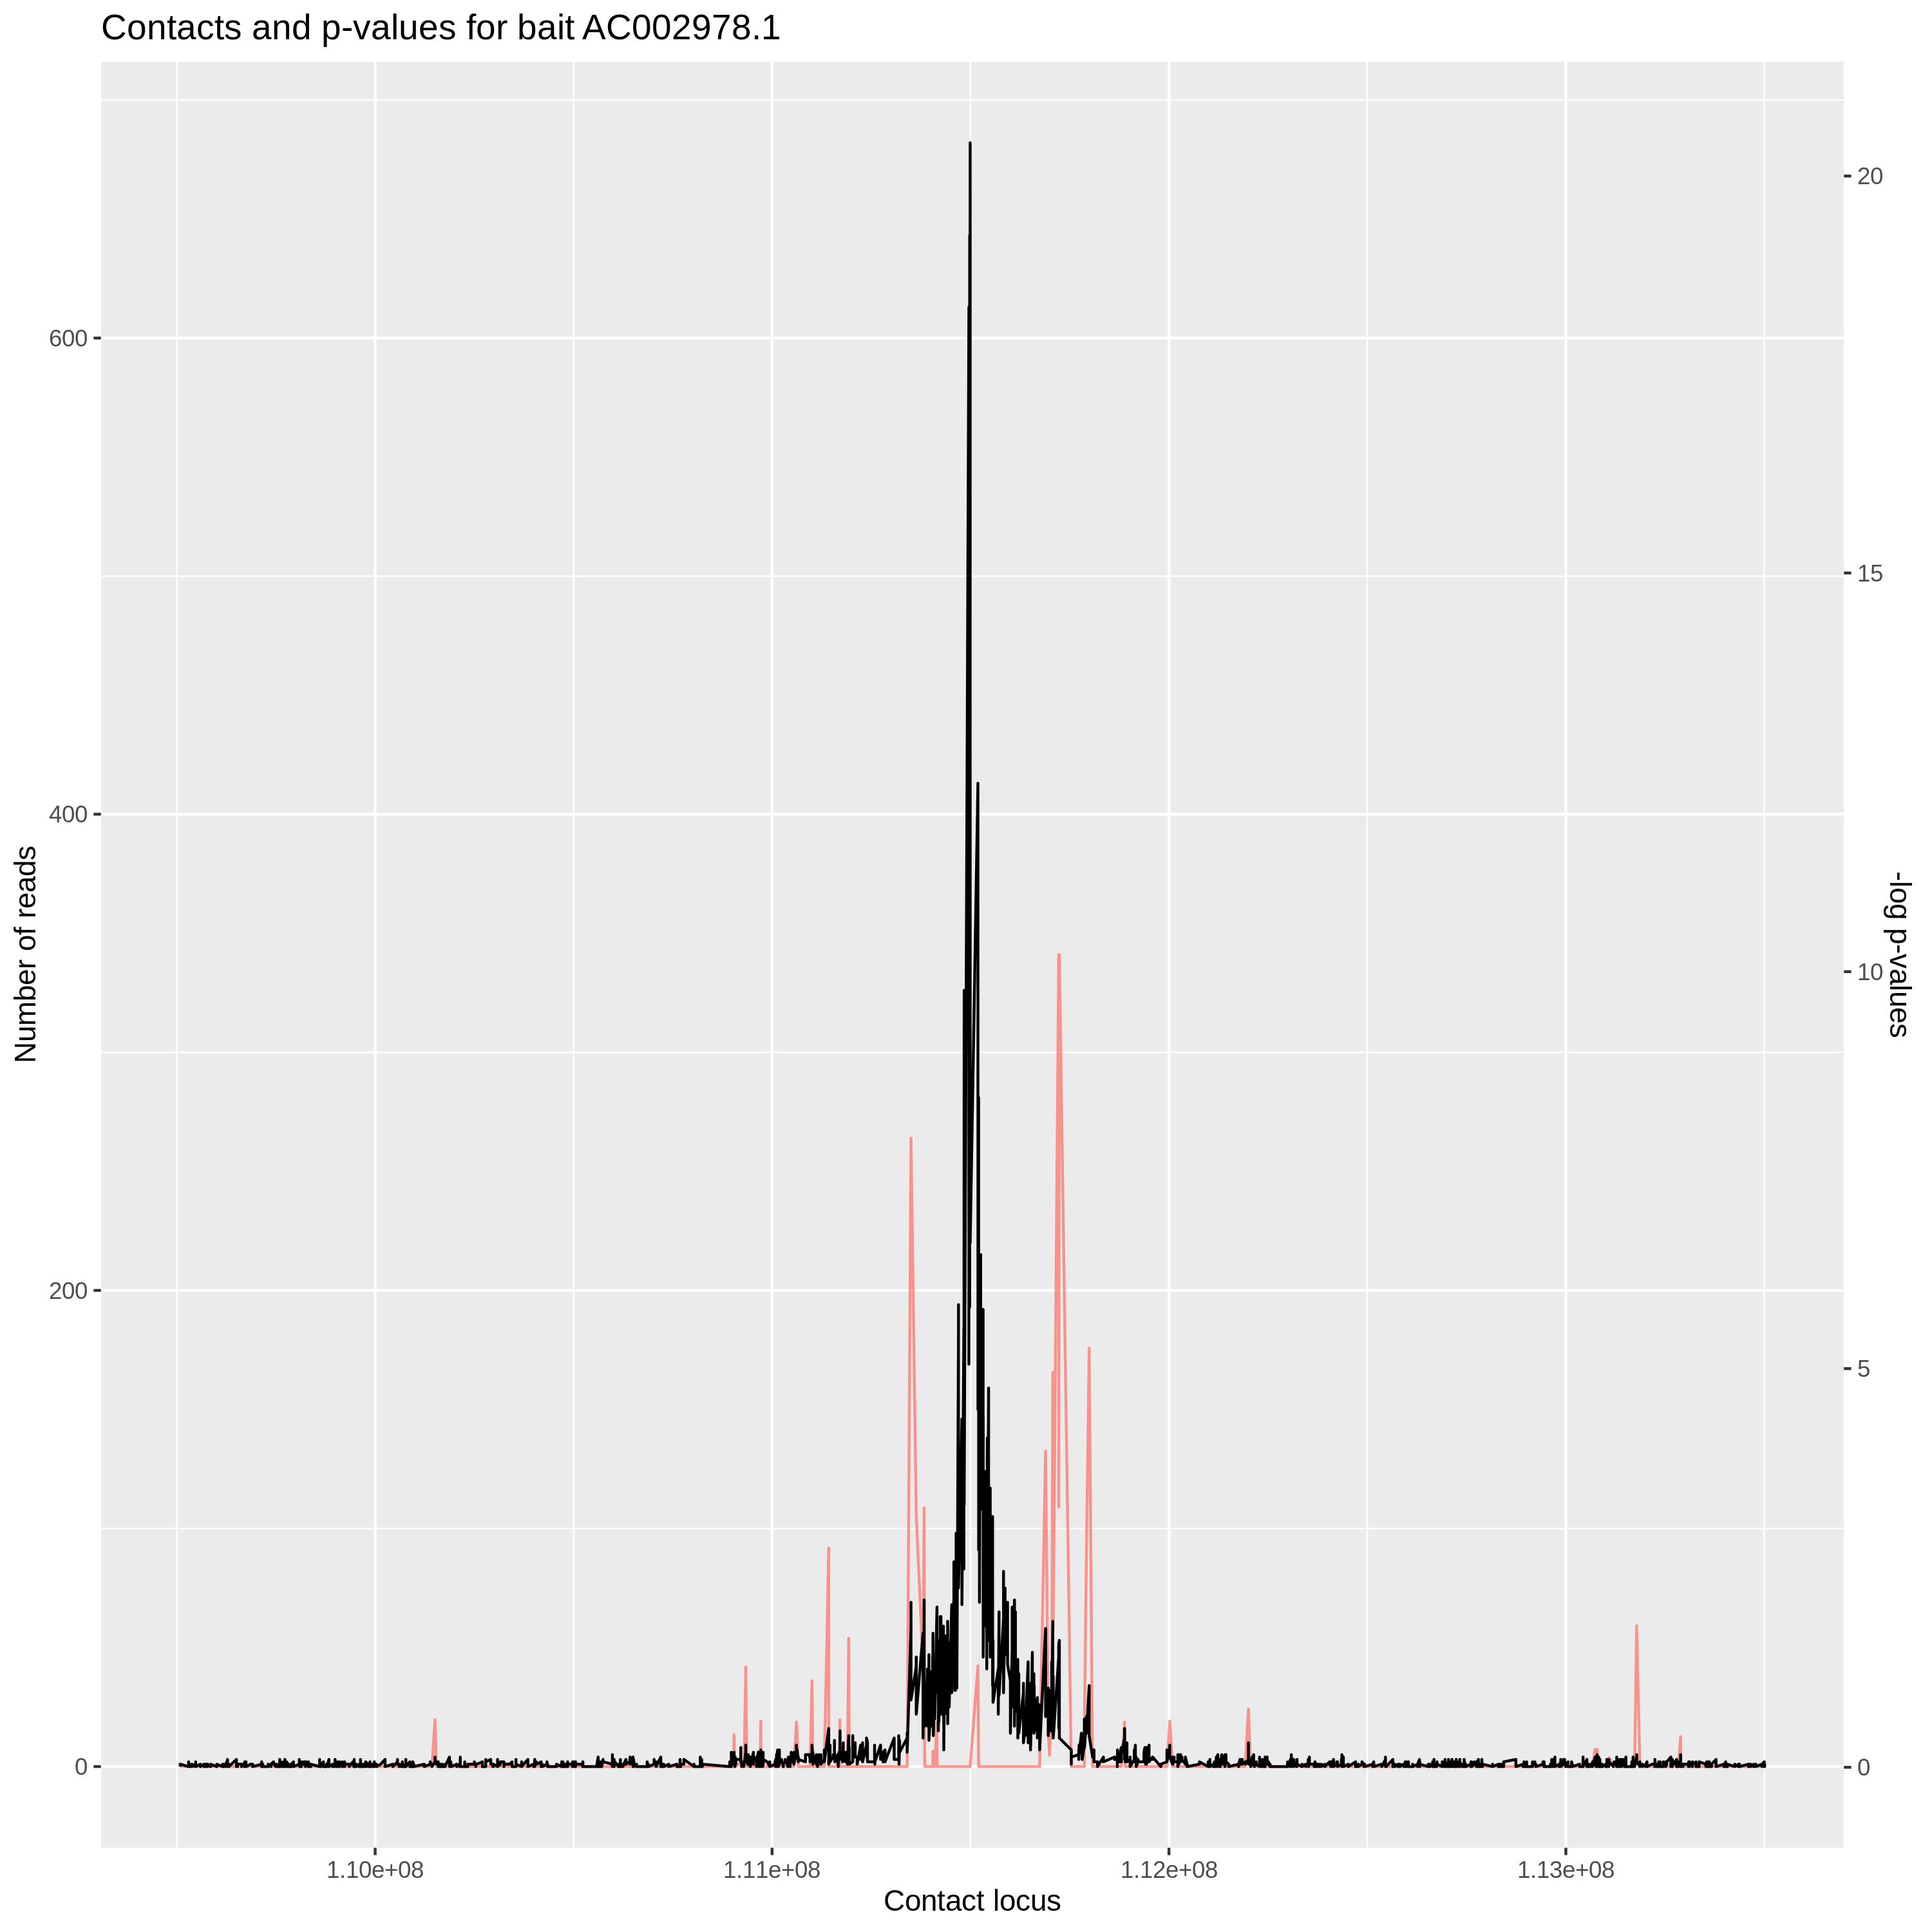 Contacts and p-values for bait AC002978.1
600
400
200
0
Number of reads
20
15
10
5
0
-log p-values
1.10e+08
1.11e+08
1.12e+08
1.13e+08
Contact locus